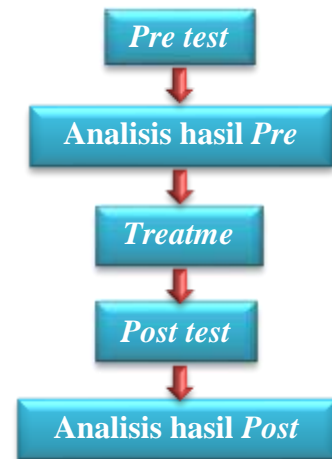 Pre test
Analisis hasil Pre
Treatme
Post test
Analisis hasil Post